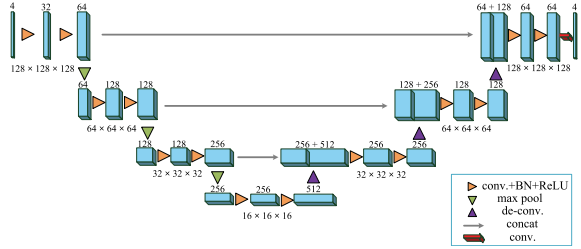 4 32 64 64 + 128 64 64 4
128 × 128 × 128 128 × 128 × 128
64 128 128 128 + 256 128 128
64 × 64 × 64 64 × 64 × 64
128 128 256 256 + 512 256 256
32 × 32 × 32 32 × 32 × 32
256 256 512
16 × 16 × 16
conv.+BN+ReLU
max pool
de-conv.
concat
conv.